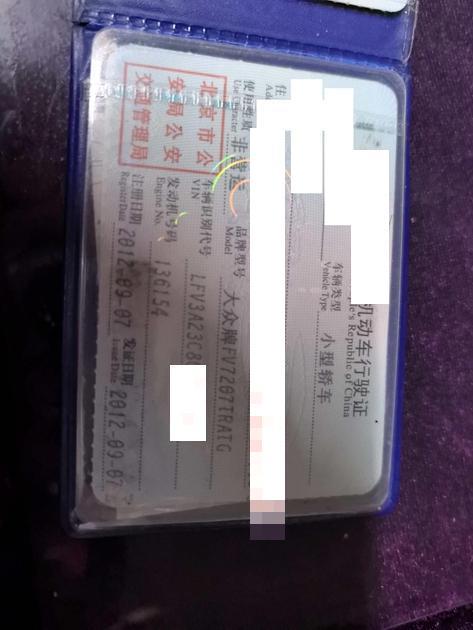 机动车行驶证
ple's Republic of China
车辆类型 小型轿车
Vehicle Type
住
Ad
使用性质 非营运
Use Character
品牌型号 大众牌FV7207TRATG
Model
北京市公
安局公安
交通管理局
车辆识别代号 LFV3A23C8
VIN
发动机号码 136154
Engine No.
注册日期 2012-09-07 发证日期 2012-09-07
Register Date Issue Date